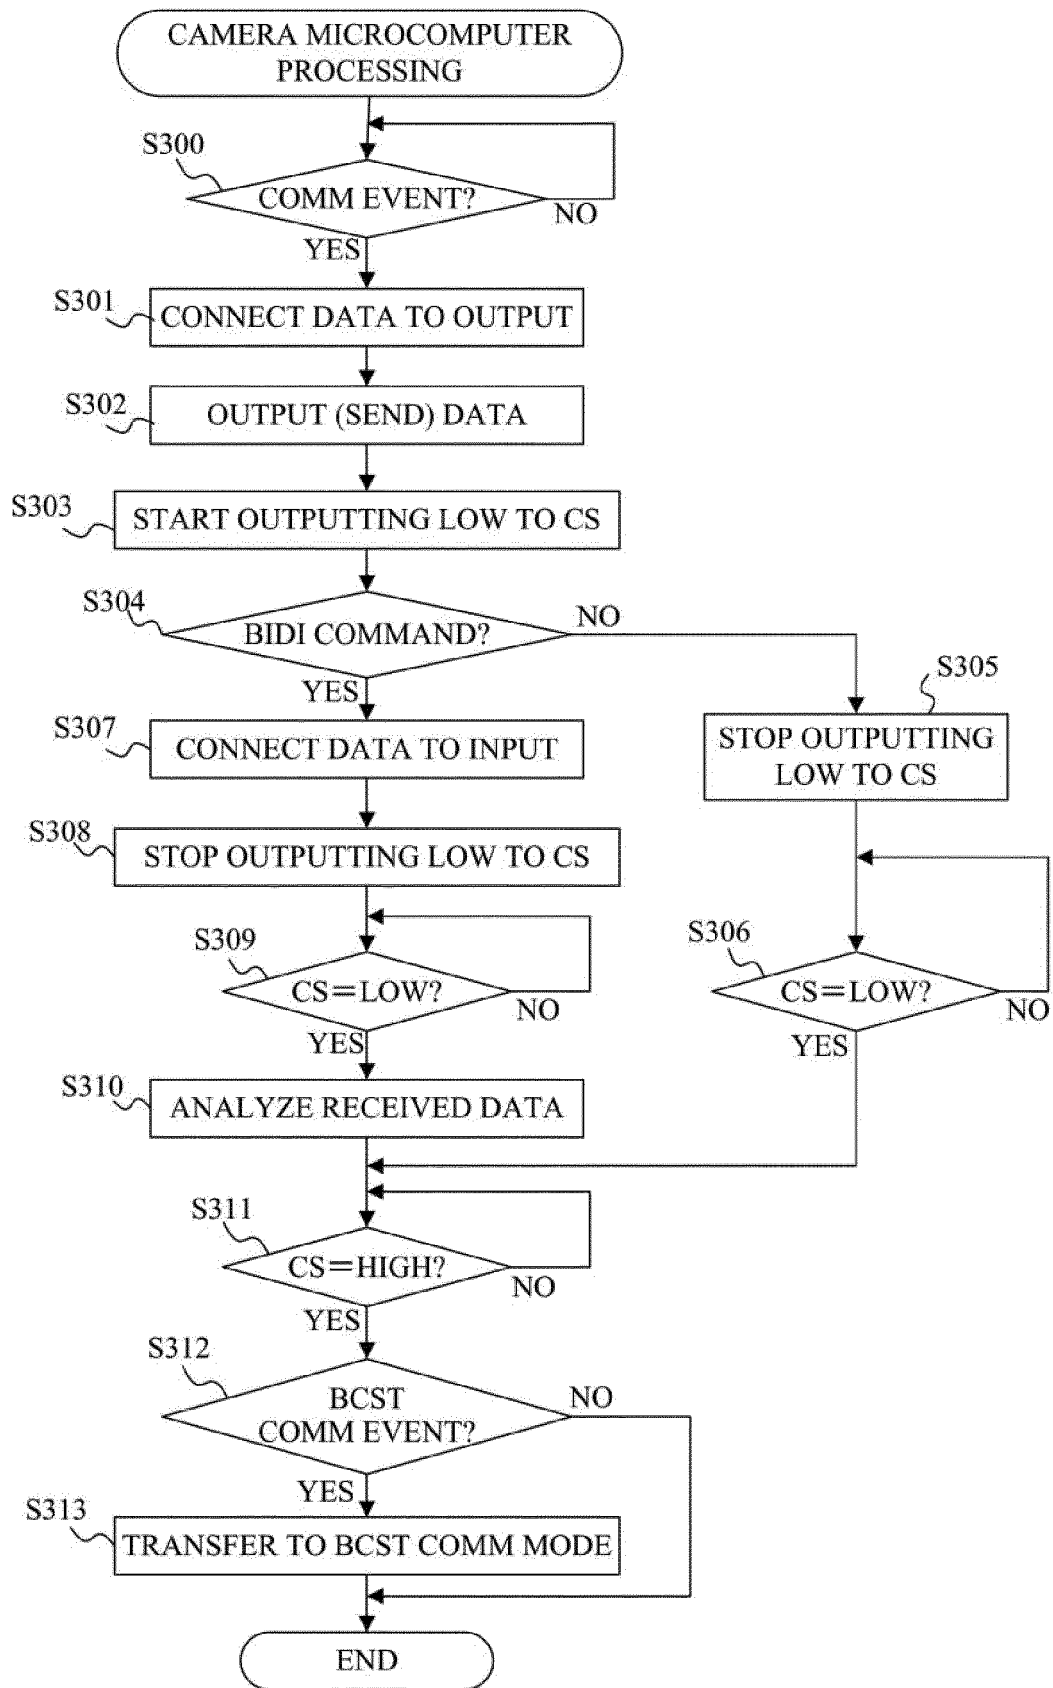 CAMERA MICROCOMPUTER
PROCESSING
S300
COMM EVENT?
NO
YES
S301
CONNECT DATA TO OUTPUT
S302
OUTPUT (SEND) DATA
S303
START OUTPUTTING LOW TO CS
S304
BIDI COMMAND?
NO
YES
S305
STOP OUTPUTTING
LOW TO CS
S307
CONNECT DATA TO INPUT
S308
STOP OUTPUTTING LOW TO CS
S309
CS=LOW?
NO
YES
S306
CS=LOW?
NO
YES
S310
ANALYZE RECEIVED DATA
S311
CS=HIGH?
NO
YES
S312
BCST
COMM EVENT?
NO
YES
S313
TRANSFER TO BCST COMM MODE
END